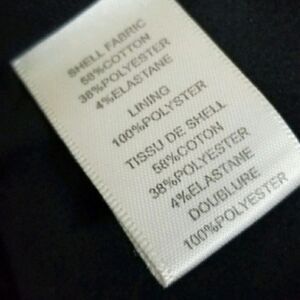 SHELL FABRIC
58%COTTON
38%POLYESTER
4%ELASTANE
LINING
100%POLYSTER
TISSU DE SHELL
58%COTON
38%POLYESTER
4%ELASTANE
DOUBLURE
100%POLYESTER